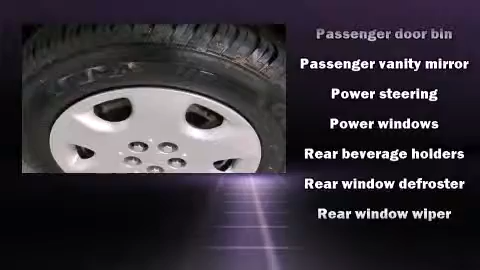 Passenger door bin
Passenger vanity mirror
Power steering
Power windows
Rear beverage holders
Rear window defroster
Rear window wiper